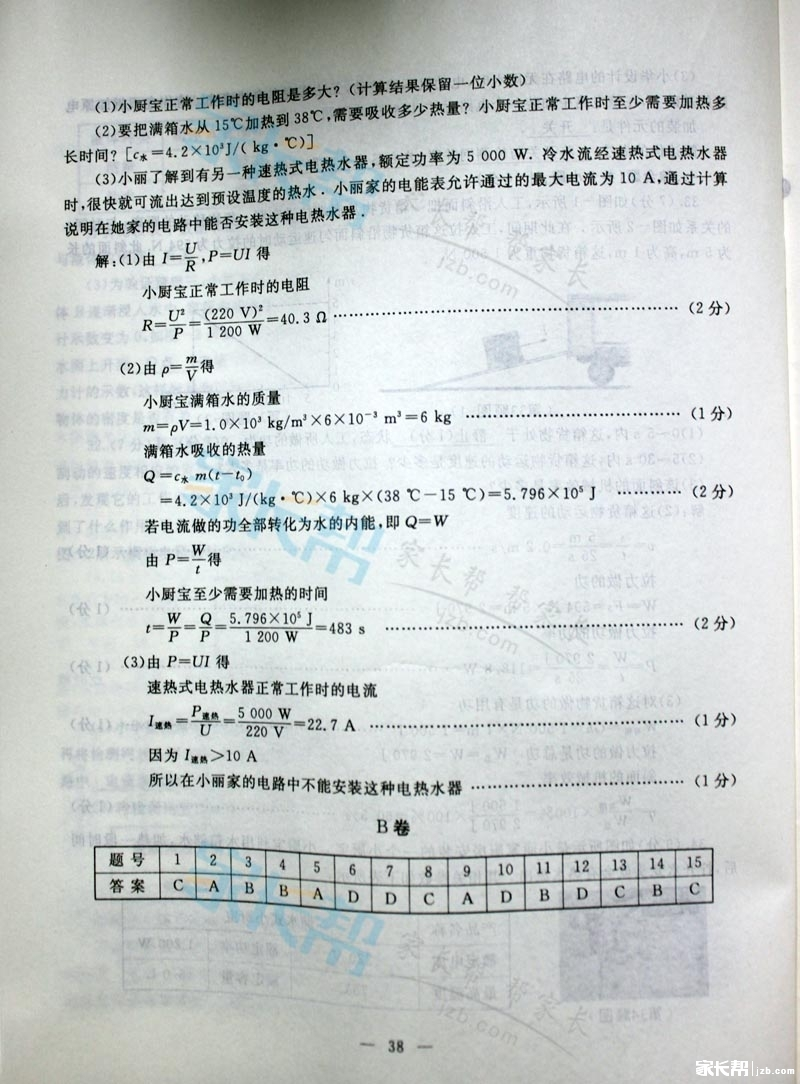 (1)小厨宝正常工作时的电阻是多大?(计算结果保留一位小数)
(2)要把满箱水从15℃加热到38℃,需要吸收多少热量? 小厨宝正常工作时至少需要加热多
长时间? [c水=4.2×10³J/( kg·℃)]
(3)小丽了解到有另一种速热式电热水器,额定功率为5 000 W. 冷水流经速热式电热水器
时,很快就可流出达到预设温度的热水. 小丽家的电能表允许通过的最大电流为10 A,通过计算
说明在她家的电路中能否安装这种电热水器.
解:(1)由 I=U/R,P=UI 得
小厨宝正常工作时的电阻
R=U²/P=(220 V)²/1 200 W=40.3 Ω ……(2分)
(2)由 ρ=m/V得
小厨宝满箱水的质量
m=ρV=1.0×10³ kg/m³×6×10⁻³ m³=6 kg ……(1分)
满箱水吸收的热量
Q=c水 m(t-t₀)
=4.2×10³ J/(kg·℃)×6 kg×(38 ℃-15 ℃)=5.796×10⁵ J ……(2分)
若电流做的功全部转化为水的内能,即 Q=W
由 P=W/t得
小厨宝至少需要加热的时间
t=W/P=Q/P=5.796×10⁵ J/1 200 W=483 s ……(2分)
(3)由 P=UI 得
速热式电热水器正常工作时的电流
I速热=P速热/U=5 000 W/220 V=22.7 A ……(1分)
因为 I速热>10 A
所以在小丽家的电路中不能安装这种电热水器 ……(1分)
B卷
题号 1 2 3 4 5 6 7 8 9 10 11 12 13 14 15
答案 C A B B A D D C A D B D C B C
— 38 —
家长帮
jzb.com
家长帮 | jzb.com